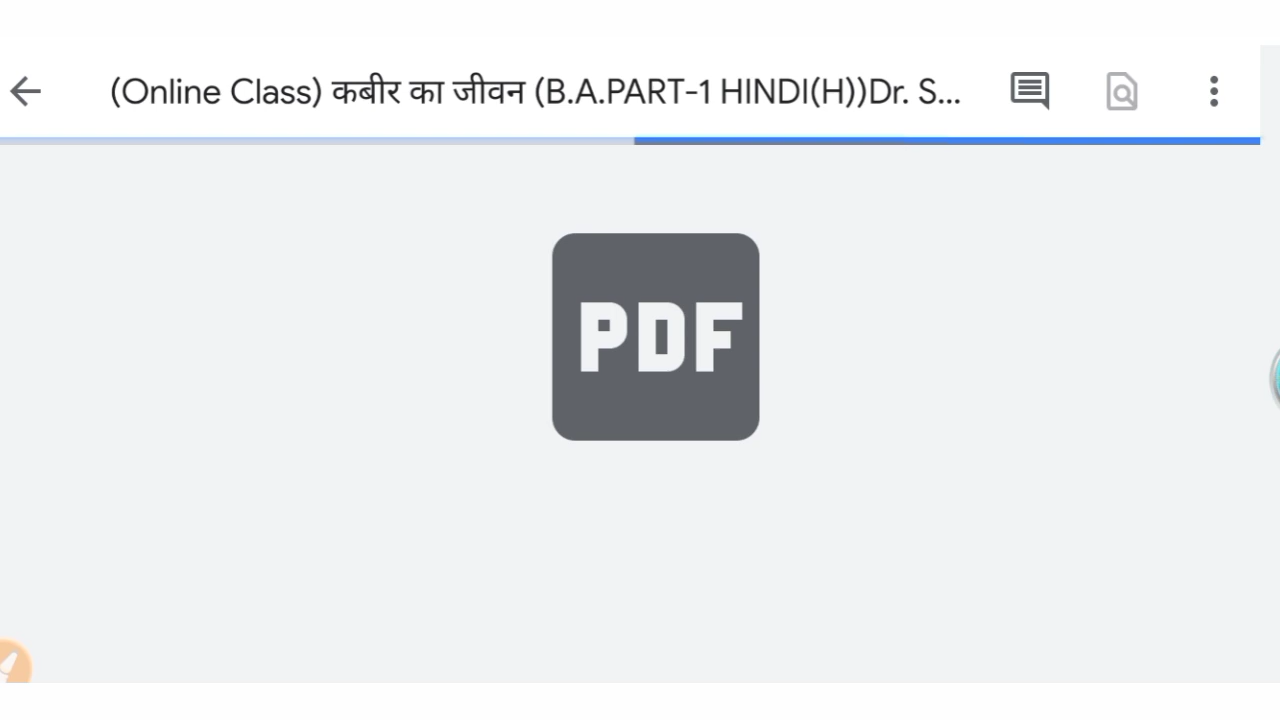 (Online Class) कबीर का जीवन (B.A.PART-1 HINDI(H))Dr. S...
PDF